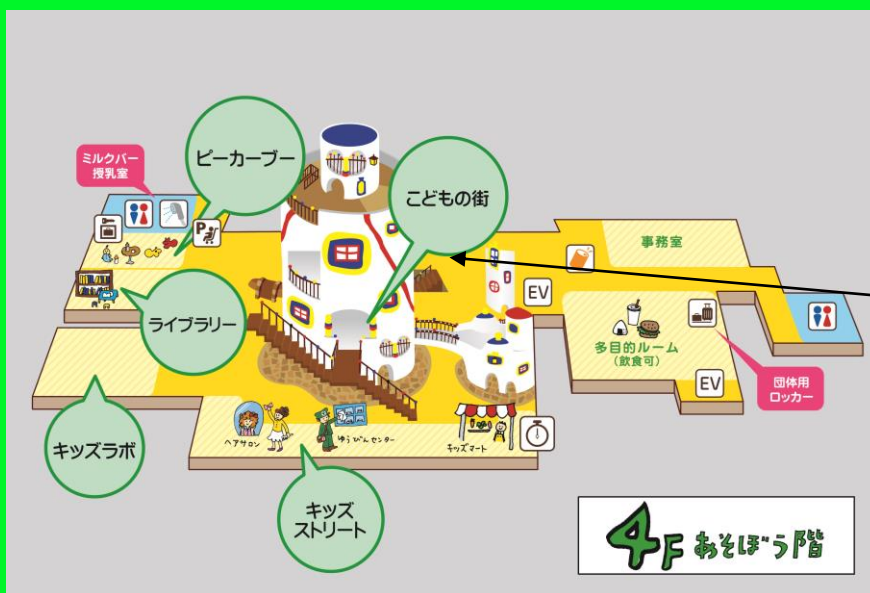 ミルクバー
授乳室
ピーカーブー
こどもの街
P
事務室
EV
ライブラリー
多目的ルーム
(飲食可)
EV
団体用
ロッカー
キッズラボ
ヘアサロン
ゆうびんセンター
キッズマート
キッズ
ストリート
4F あそぼう階